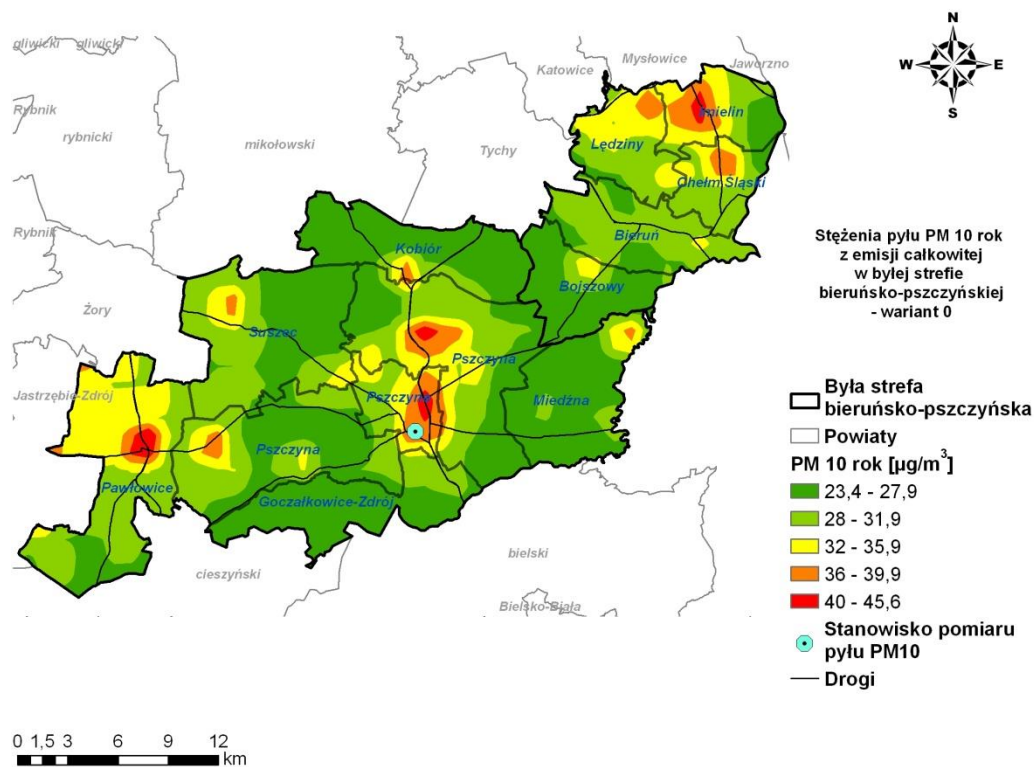 N
W E
S
gliwicki gliwicki
Mysłowice
Katowice
Jaworzno
Rybnik
rybnicki
mikołowski
Tychy
Imielin
Lędziny
Chełm Śląski
Rybnik
Kobiór
Bieruń
Bojszowy
Żory
Suszec
Pszczyna
Jastrzębie-Zdrój
Pszczyna
Miedźna
Pszczyna
Pawłowice
Goczałkowice-Zdrój
cieszyński
bielski
Bielsko-Biała
Stężenia pyłu PM 10 rok
z emisji całkowitej
w byłej strefie
bieruńsko-pszczyńskiej
- wariant 0
Była strefa
bieruńsko-pszczyńska
Powiaty
PM 10 rok [µg/m³]
23,4 - 27,9
28 - 31,9
32 - 35,9
36 - 39,9
40 - 45,6
Stanowisko pomiaru
pyłu PM10
Drogi
0 1,5 3 6 9 12
km